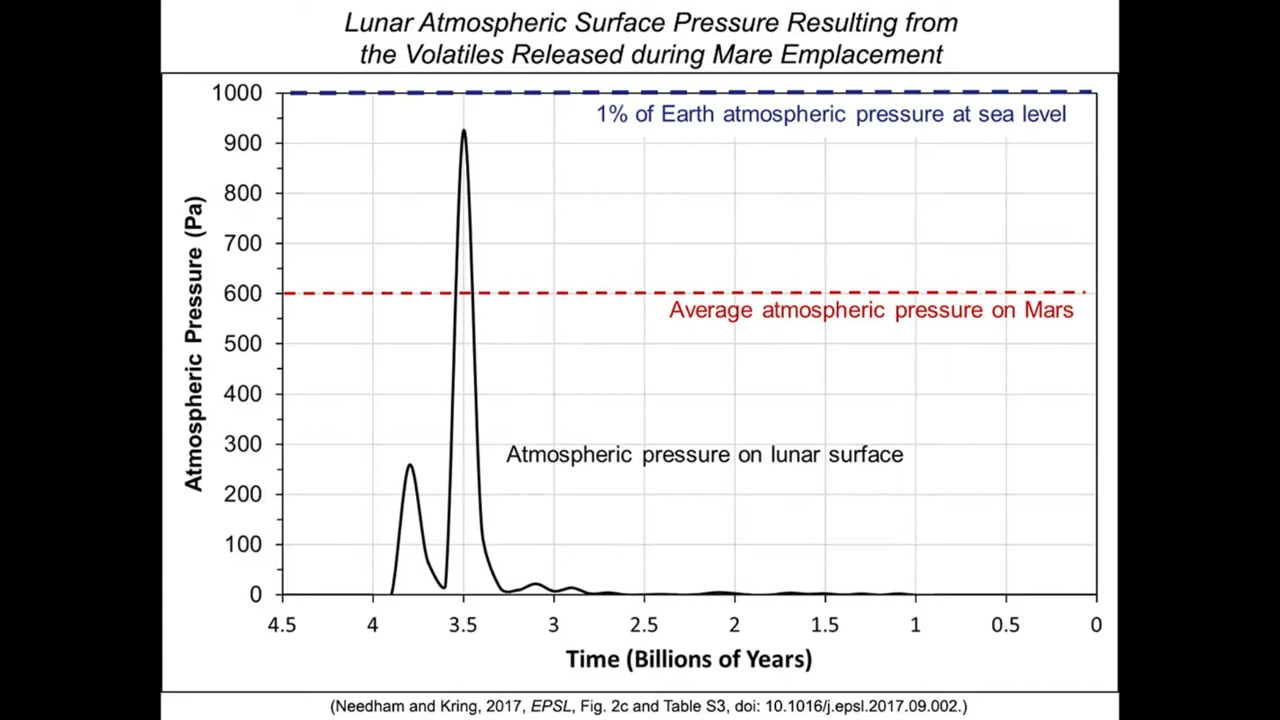 Lunar Atmospheric Surface Pressure Resulting from
the Volatiles Released during Mare Emplacement
1000
1% of Earth atmospheric pressure at sea level
900
800
700
600
Average atmospheric pressure on Mars
500
400
300
Atmospheric pressure on lunar surface
200
100
0
Atmospheric Pressure (Pa)
4.5 4 3.5 3 2.5 2 1.5 1 0.5 0
Time (Billions of Years)
(Needham and Kring, 2017, EPSL, Fig. 2c and Table S3, doi: 10.1016/j.epsl.2017.09.002.)